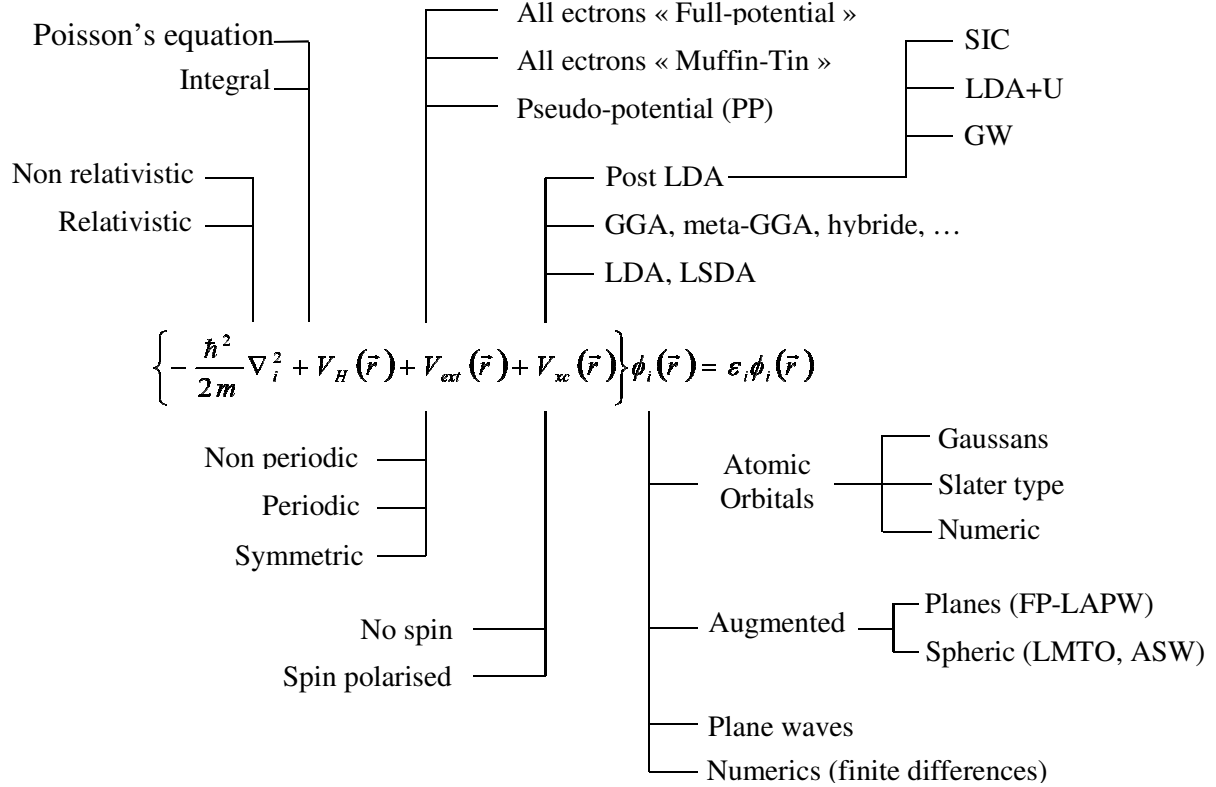 All ectrons « Full-potential »
Poisson's equation
SIC
All ectrons « Muffin-Tin »
Integral
LDA+U
Pseudo-potential (PP)
GW
Non relativistic
Post LDA
Relativistic
GGA, meta-GGA, hybride, …
LDA, LSDA
{-ħ²/2m ∇ᵢ² + V_H(r⃗) + V_ext(r⃗) + V_xc(r⃗)}ϕᵢ(r⃗) = εᵢϕᵢ(r⃗)
Non periodic
Periodic
Symmetric
Gaussans
Atomic
Orbitals
Slater type
Numeric
Planes (FP-LAPW)
No spin
Augmented
Spheric (LMTO, ASW)
Spin polarised
Plane waves
Numerics (finite differences)